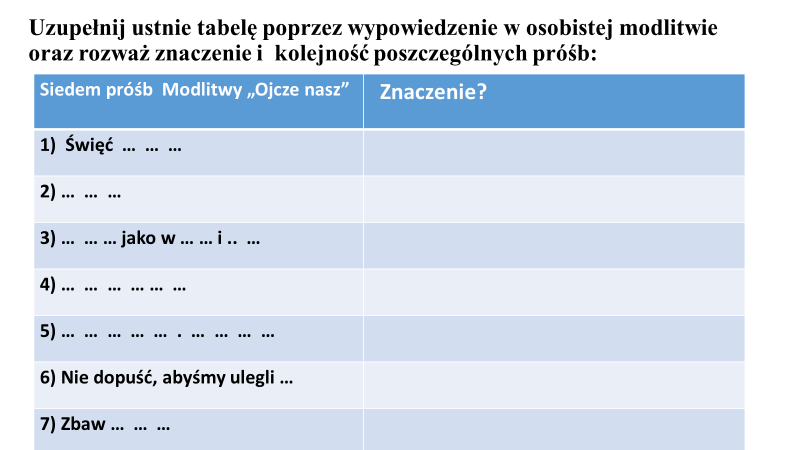 Uzupełnij ustnie tabelę poprzez wypowiedzenie w osobistej modlitwie
oraz rozważ znaczenie i  kolejność poszczególnych próśb:
Siedem próśb  Modlitwy „Ojcze nasz”
Znaczenie?
1)  Święć  …  …  …
2) …  …  …
3) …  … … jako w … … i ..  …
4) …  …  …  … …  …
5) …  …  …  …  …  .  …  …  …  …
6) Nie dopuść, abyśmy ulegli …
7) Zbaw …  …  …